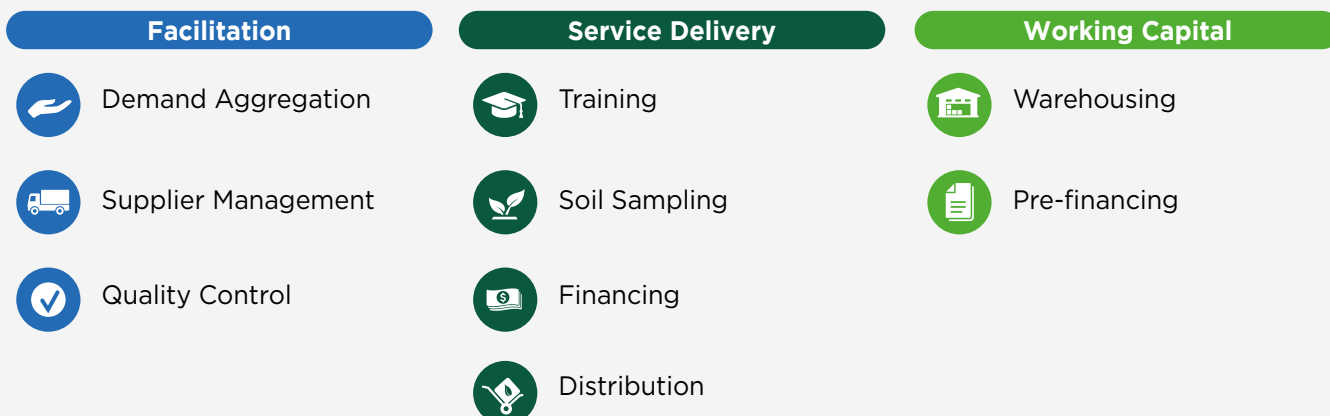 Facilitation
Demand Aggregation
Supplier Management
Quality Control
Service Delivery
Training
Soil Sampling
Financing
Distribution
Working Capital
Warehousing
Pre-financing